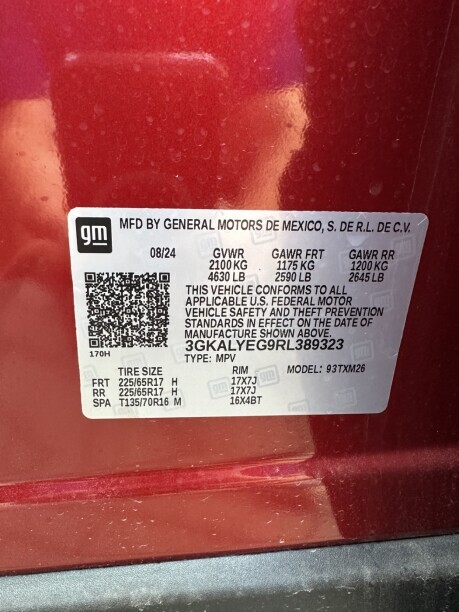 gm
MFD BY GENERAL MOTORS DE MEXICO, S. DE R.L. DE C.V.
08/24 GVWR GAWR FRT GAWR RR
2100 KG 1175 KG 1200 KG
4630 LB 2590 LB 2645 LB
THIS VEHICLE CONFORMS TO ALL
APPLICABLE U.S. FEDERAL MOTOR
VEHICLE SAFETY AND THEFT PREVENTION
STANDARDS IN EFFECT ON THE DATE OF
MANUFACTURE SHOWN ABOVE.
170H
3GKALYEG9RL389323
TYPE: MPV MODEL: 93TXM26
TIRE SIZE RIM
FRT 225/65R17 H 17X7J
RR 225/65R17 H 17X7J
SPA T135/70R16 M 16X4BT